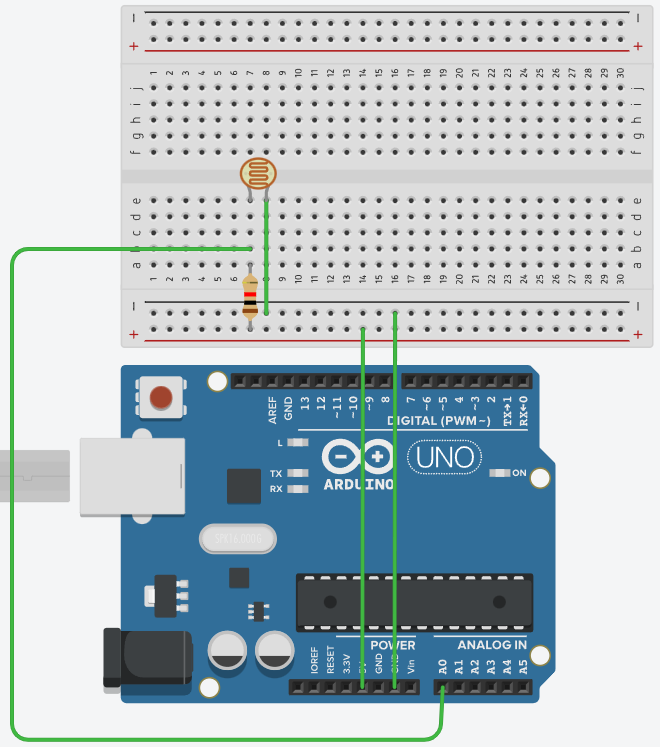 − −
+ +
1 2 3 4 5 6 7 8 9 10 11 12 13 14 15 16 17 18 19 20 21 22 23 24 25 26 27 28 29 30
j j
i i
h h
g g
f f
e e
d d
c c
b b
a a
1 2 3 4 5 6 7 9 10 11 12 13 14 15 16 17 18 19 20 21 22 23 24 25 26 27 28 29 30
− −
+ +
AREF GND 13 12 ~11 ~10 ~9 8 7 ~6 ~5 4 ~3 2 TX→1 RX←0
DIGITAL (PWM ~)
L
TX
RX
ARDUINO
UNO
ON
POWER ANALOG IN
IOREF RESET 3.3V 5V GND GND Vin A0 A1 A2 A3 A4 A5